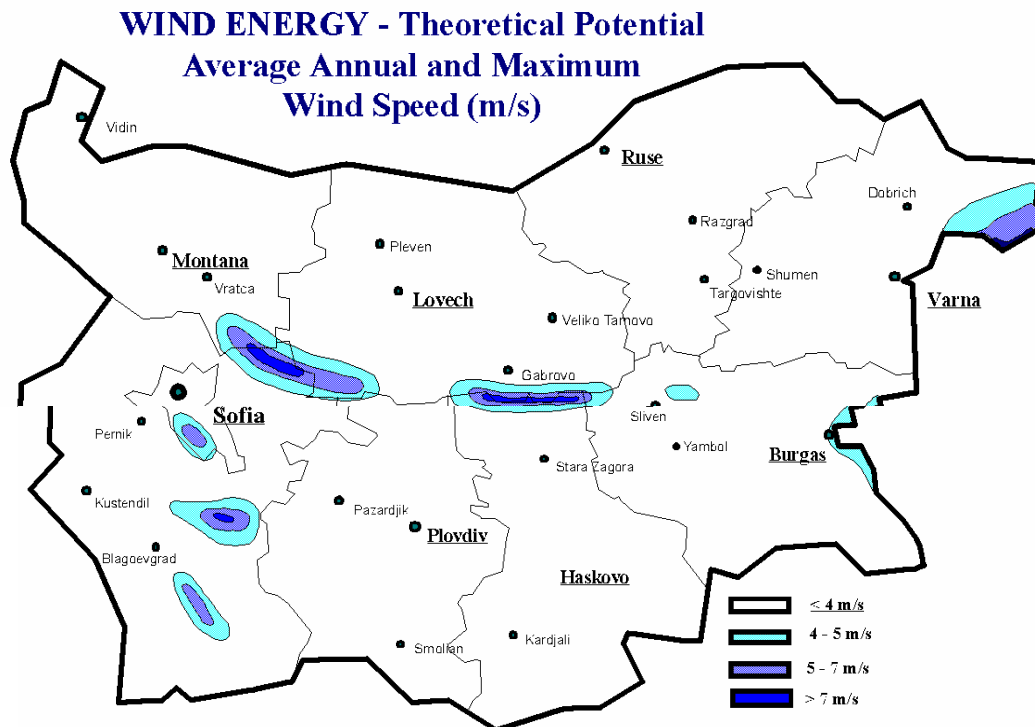 WIND ENERGY - Theoretical Potential
Average Annual and Maximum
Wind Speed (m/s)
Vidin
Ruse
Dobrich
Razgrad
Pleven
Montana
Vratca
Shumen
Targovishte
Lovech
Varna
Veliko Tarnovo
Gabrovo
Sofia
Sliven
Pernik
Yambol
Burgas
Stara Zagora
Kustendil
Pazardjik
Plovdiv
Blagoevgrad
Haskovo
Kardjali
Smolian
< 4 m/s
4 - 5 m/s
5 - 7 m/s
> 7 m/s